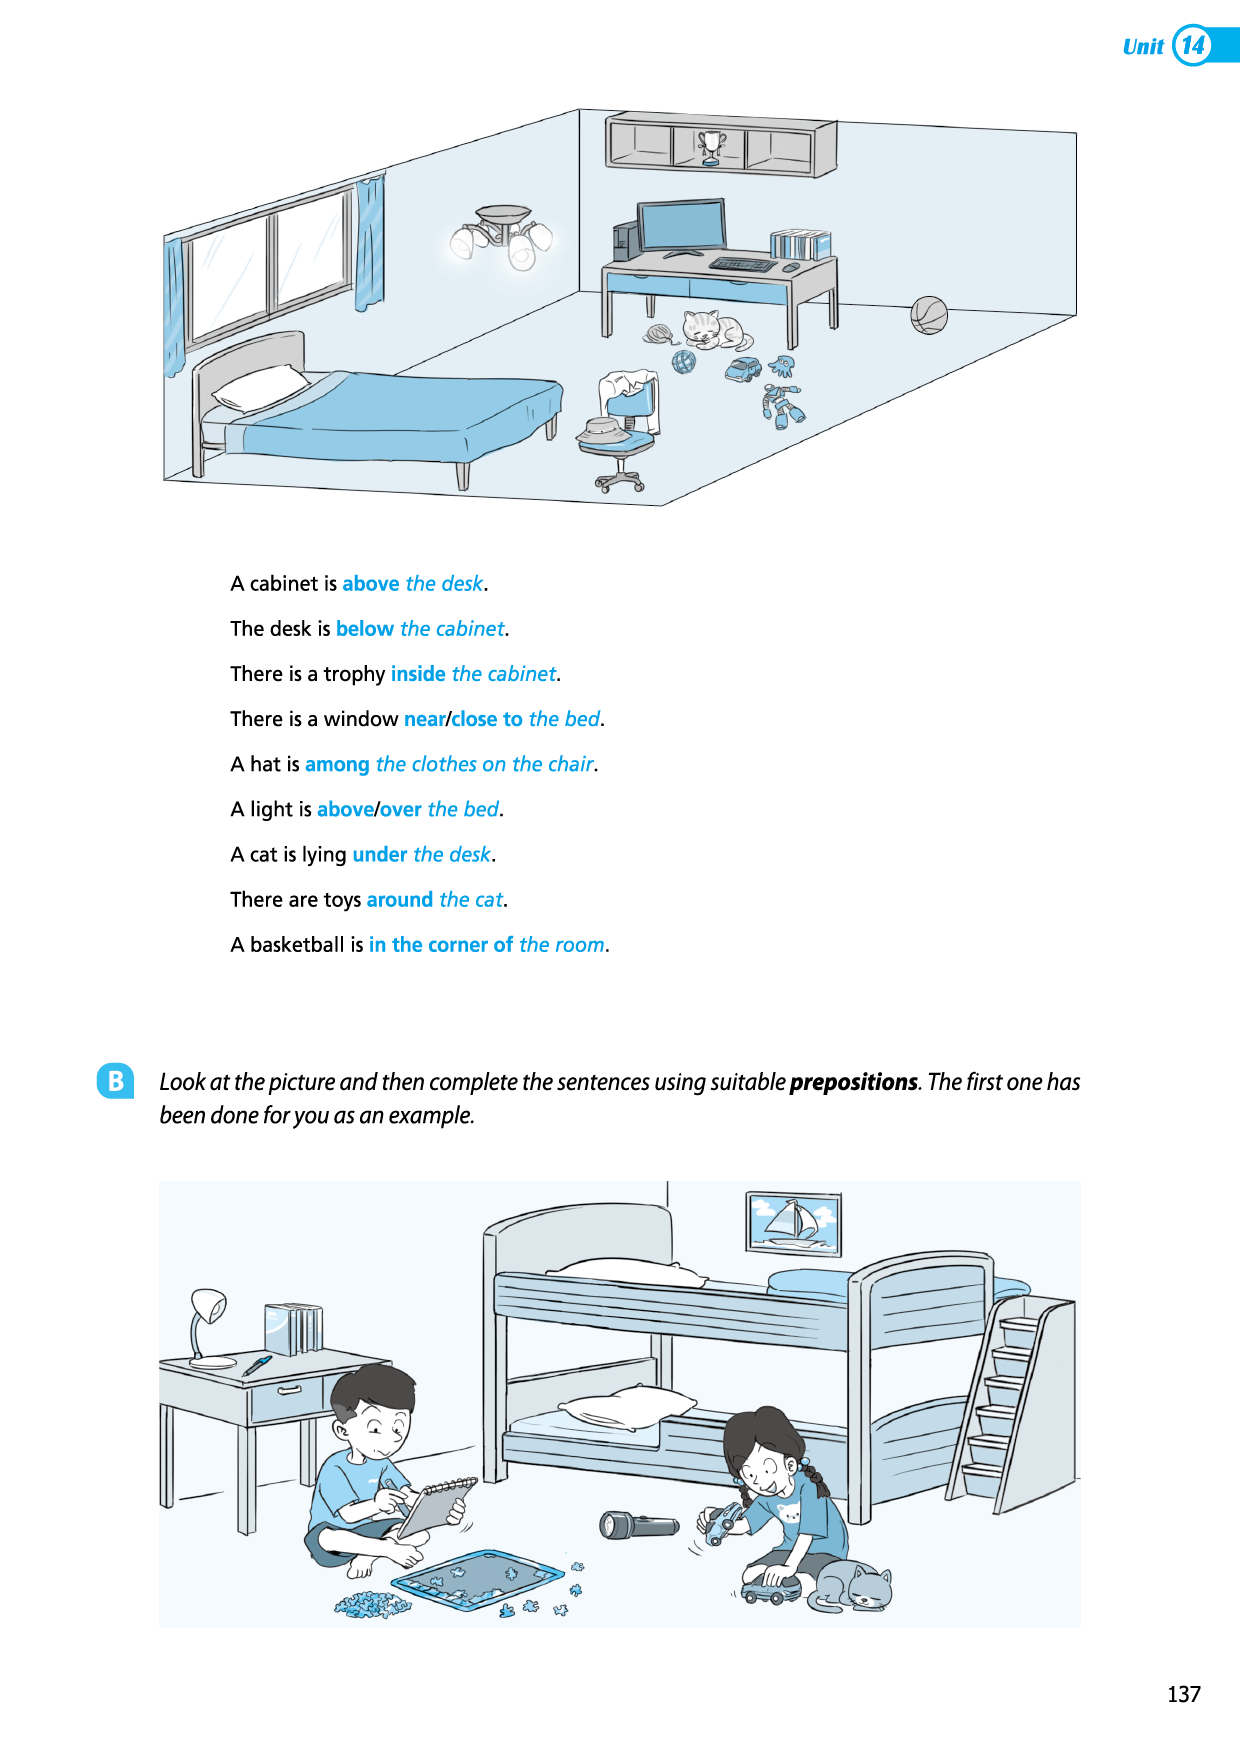 Unit 14
A cabinet is above the desk.
The desk is below the cabinet.
There is a trophy inside the cabinet.
There is a window near/close to the bed.
A hat is among the clothes on the chair.
A light is above/over the bed.
A cat is lying under the desk.
There are toys around the cat.
A basketball is in the corner of the room.
B Look at the picture and then complete the sentences using suitable prepositions. The first one has
been done for you as an example.
137